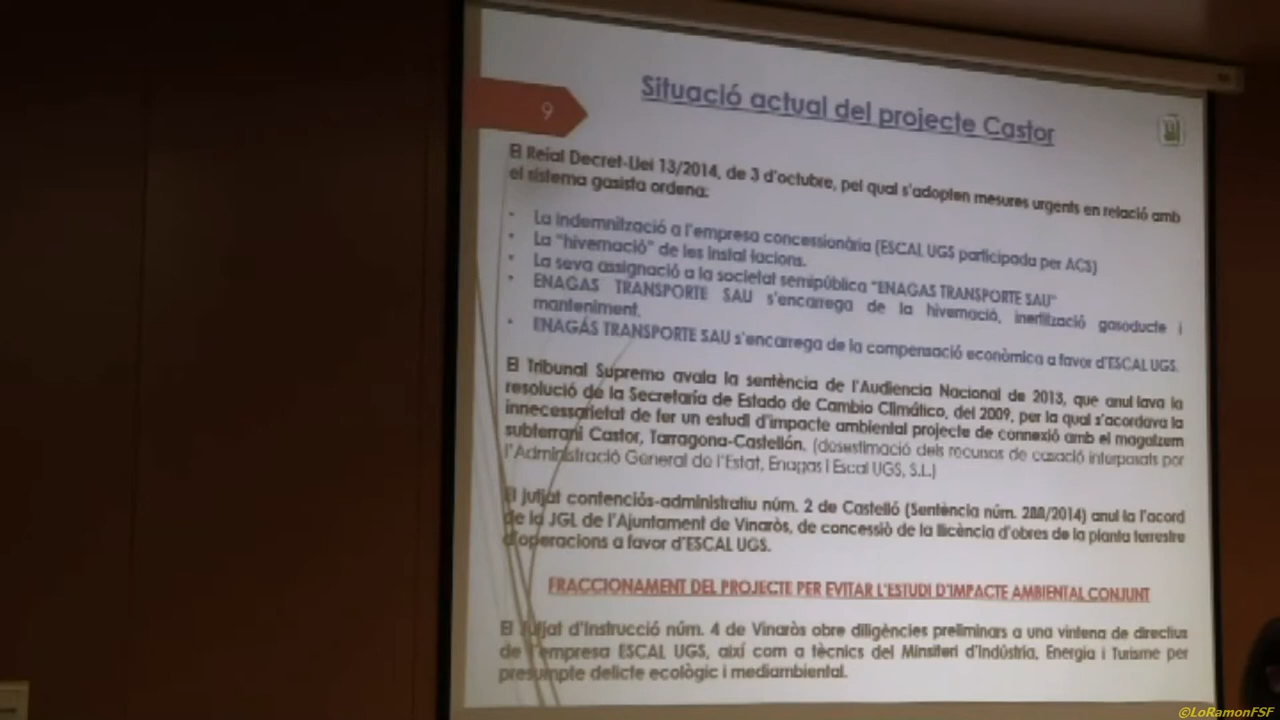 9
Situació actual del projecte Castor
El Reial Decret-Llei 13/2014, de 3 d'octubre, pel qual s'adopten mesures urgents en relació amb
el sistema gasista ordena:
- La indemnització a l'empresa concessionària (ESCAL UGS participada per ACS)
- La "hivernació" de les instal·lacions.
- La seva assignació a la societat semipública "ENAGAS TRANSPORTE SAU"
- ENAGAS TRANSPORTE SAU s'encarrega de la hivernació, inertització gasoducte i
manteniment.
- ENAGÁS TRANSPORTE SAU s'encarrega de la compensació econòmica a favor d'ESCAL UGS.
El Tribunal Supremo avala la sentència de l'Audiencia Nacional de 2013, que anul·lava la
resolució de la Secretaría de Estado de Cambio Climático, del 2009, per la qual s'acordava la
innecessarietat de fer un estudi d'impacte ambiental projecte de connexió amb el magatzem
subterrani Castor, Tarragona-Castellón. (desestimació dels recursos de casació interposats por
l'Administració General de l'Estat, Enagas i Escal UGS, S.L.)
El jutjat contenciós-administratiu núm. 2 de Castelló (Sentència núm. 288/2014) anul·la l'acord
de la JGL de l'Ajuntament de Vinaròs, de concessió de la llicència d'obres de la planta terrestre
d'operacions a favor d'ESCAL UGS.
FRACCIONAMENT DEL PROJECTE PER EVITAR L'ESTUDI D'IMPACTE AMBIENTAL CONJUNT
El Jutjat d'Instrucció núm. 4 de Vinaròs obre diligències preliminars a una vintena de directius
de l'empresa ESCAL UGS, així com a tècnics del Minsiteri d'Indústria, Energia i Turisme per
presumpte delicte ecològic i mediambiental.
©LoRamonFSF